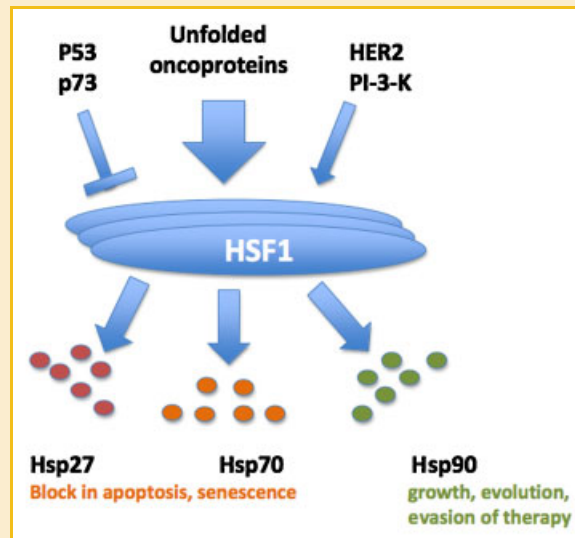 P53
p73
Unfolded
oncoproteins
HER2
PI-3-K
HSF1
Hsp27
Hsp70
Hsp90
Block in apoptosis, senescence
growth, evolution,
evasion of therapy